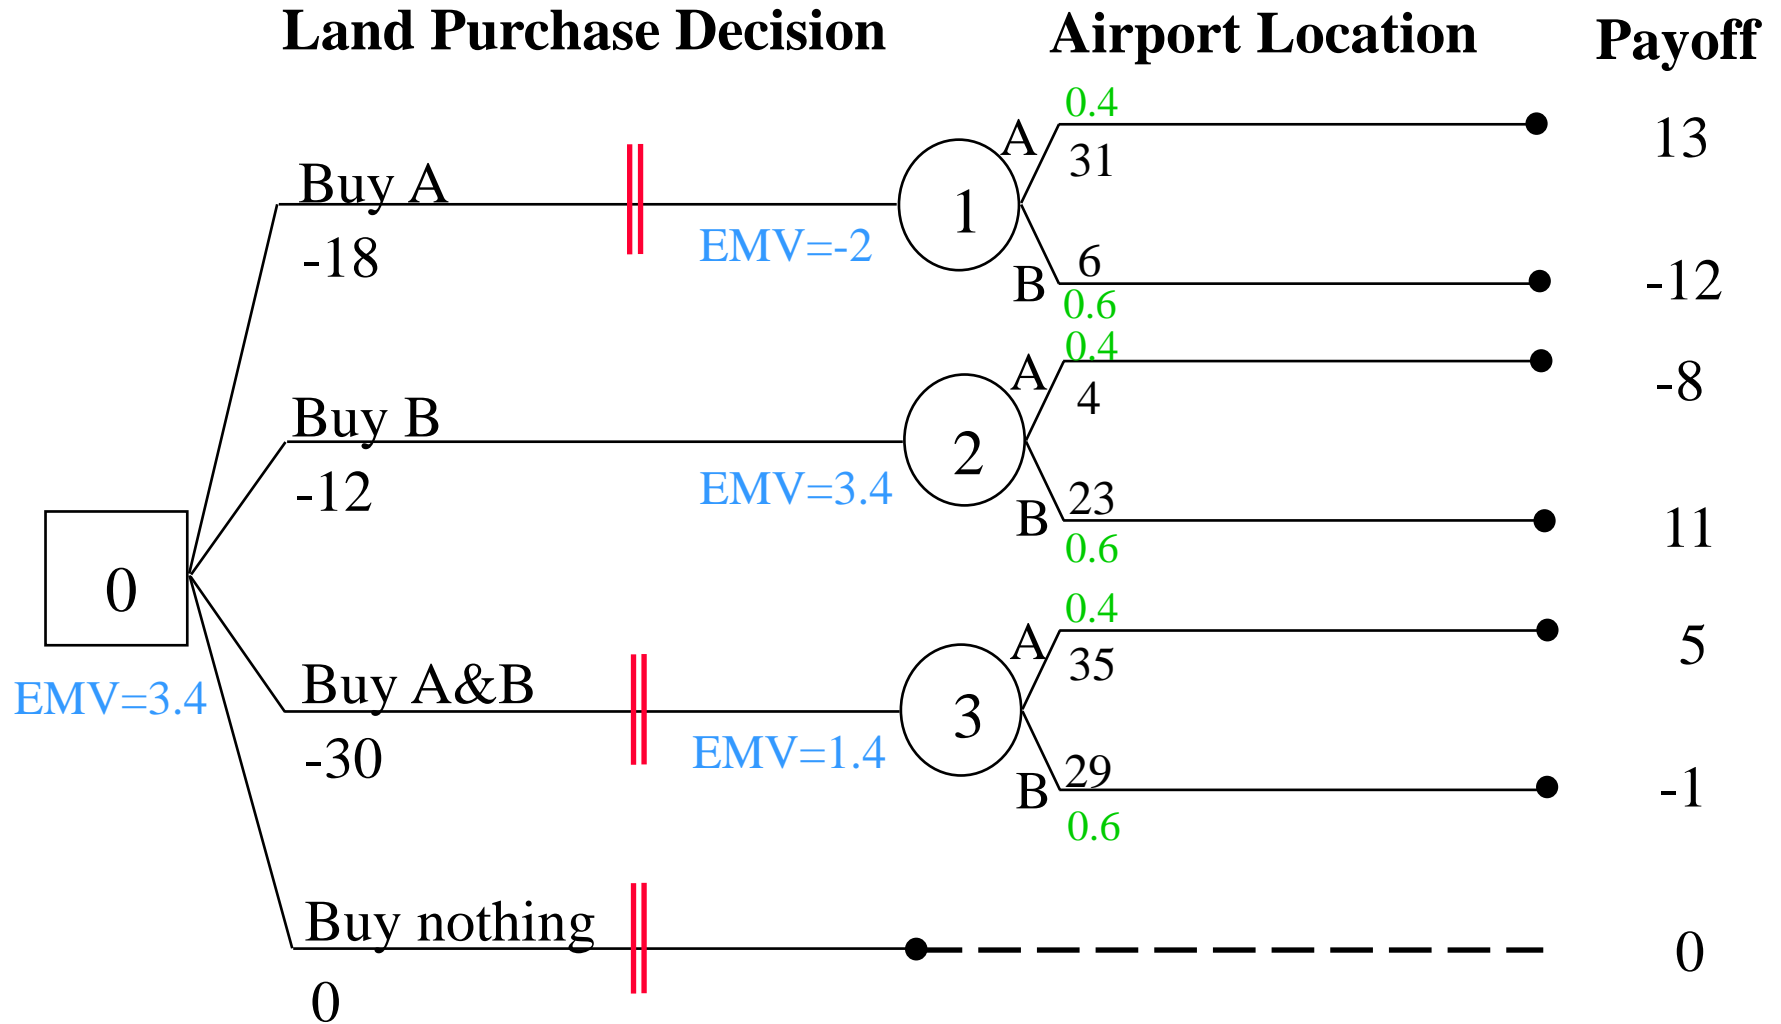 Land Purchase Decision Airport Location Payoff
0.4
A
31
13
Buy A
-18
EMV=-2
1
6
B
0.6
-12
0.4
A
4
-8
Buy B
-12
EMV=3.4
2
23
B
0.6
11
0
EMV=3.4
0.4
A
35
5
Buy A&B
-30
EMV=1.4
3
29
B
0.6
-1
Buy nothing
0
0